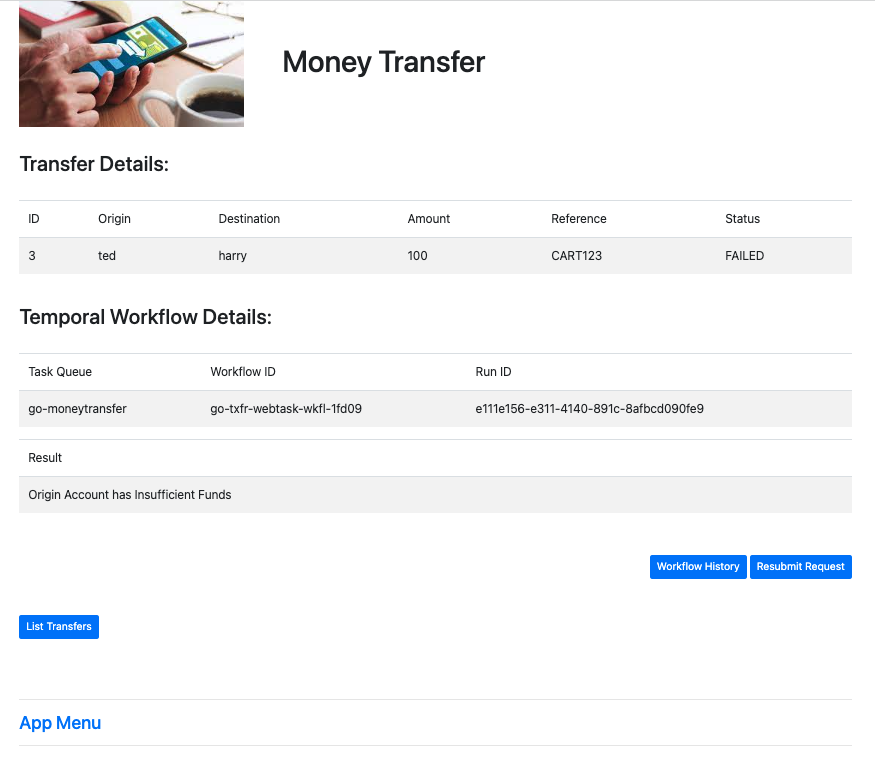 Money Transfer
Transfer Details:
ID Origin Destination Amount Reference Status
3 ted harry 100 CART123 FAILED
Temporal Workflow Details:
Task Queue Workflow ID Run ID
go-moneytransfer go-txfr-webtask-wkfl-1fd09 e111e156-e311-4140-891c-8afbcd090fe9
Result
Origin Account has Insufficient Funds
Workflow History Resubmit Request
List Transfers
App Menu